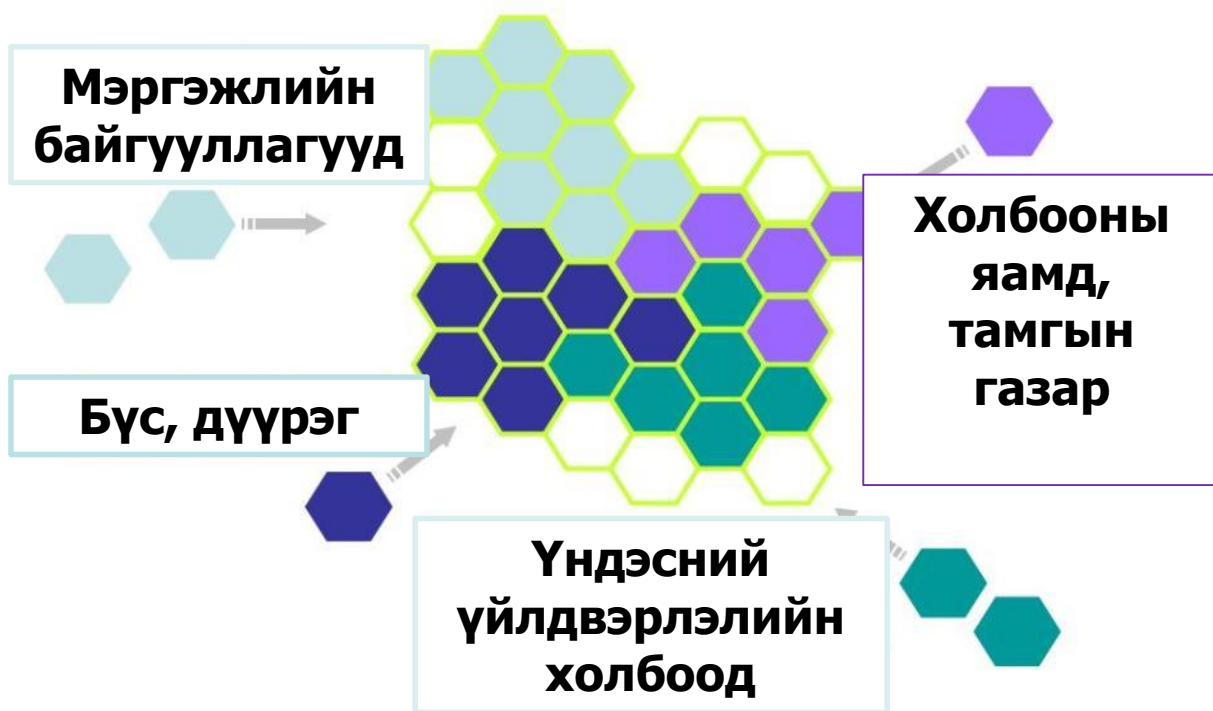 Мэргэжлийн
байгууллагууд
Холбооны
яамд,
тамгын
газар
Бүс, дүүрэг
Үндэсний
үйлдвэрлэлийн
холбоод